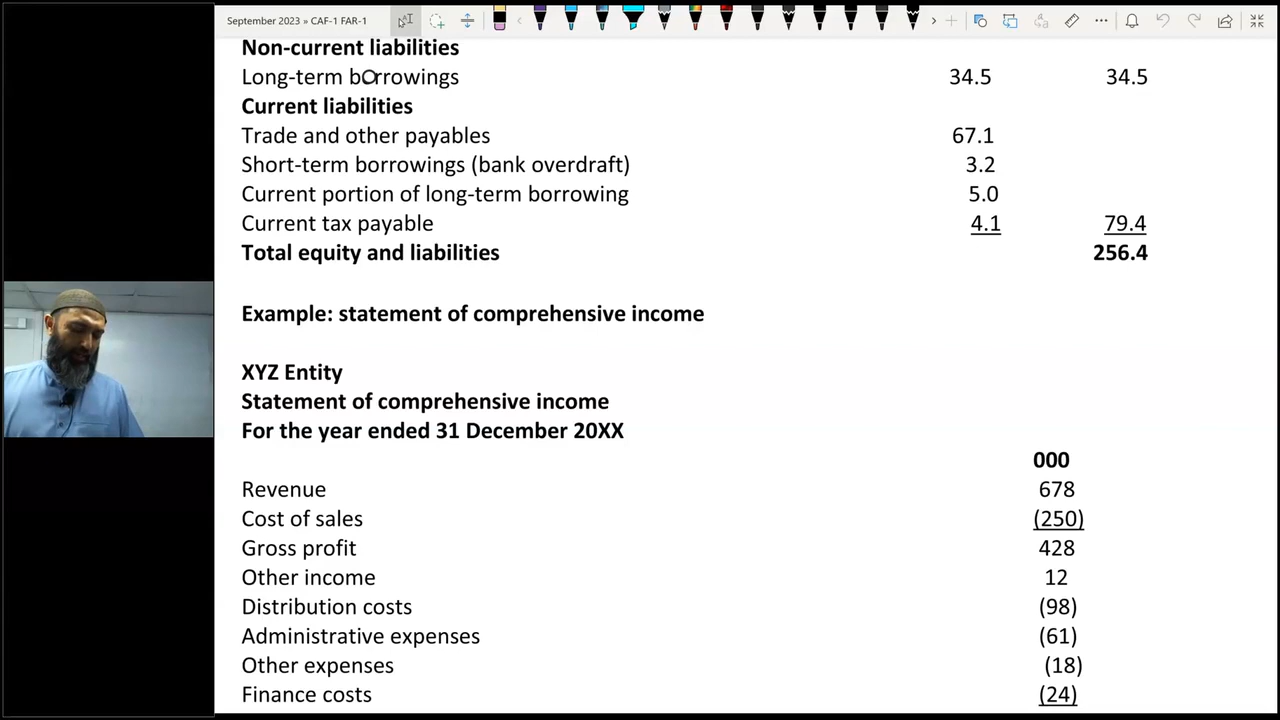 September 2023 » CAF-1 FAR-1
Non-current liabilities
Long-term borrowings 34.5 34.5
Current liabilities
Trade and other payables 67.1
Short-term borrowings (bank overdraft) 3.2
Current portion of long-term borrowing 5.0
Current tax payable 4.1 79.4
Total equity and liabilities 256.4
Example: statement of comprehensive income
XYZ Entity
Statement of comprehensive income
For the year ended 31 December 20XX
000
Revenue 678
Cost of sales (250)
Gross profit 428
Other income 12
Distribution costs (98)
Administrative expenses (61)
Other expenses (18)
Finance costs (24)